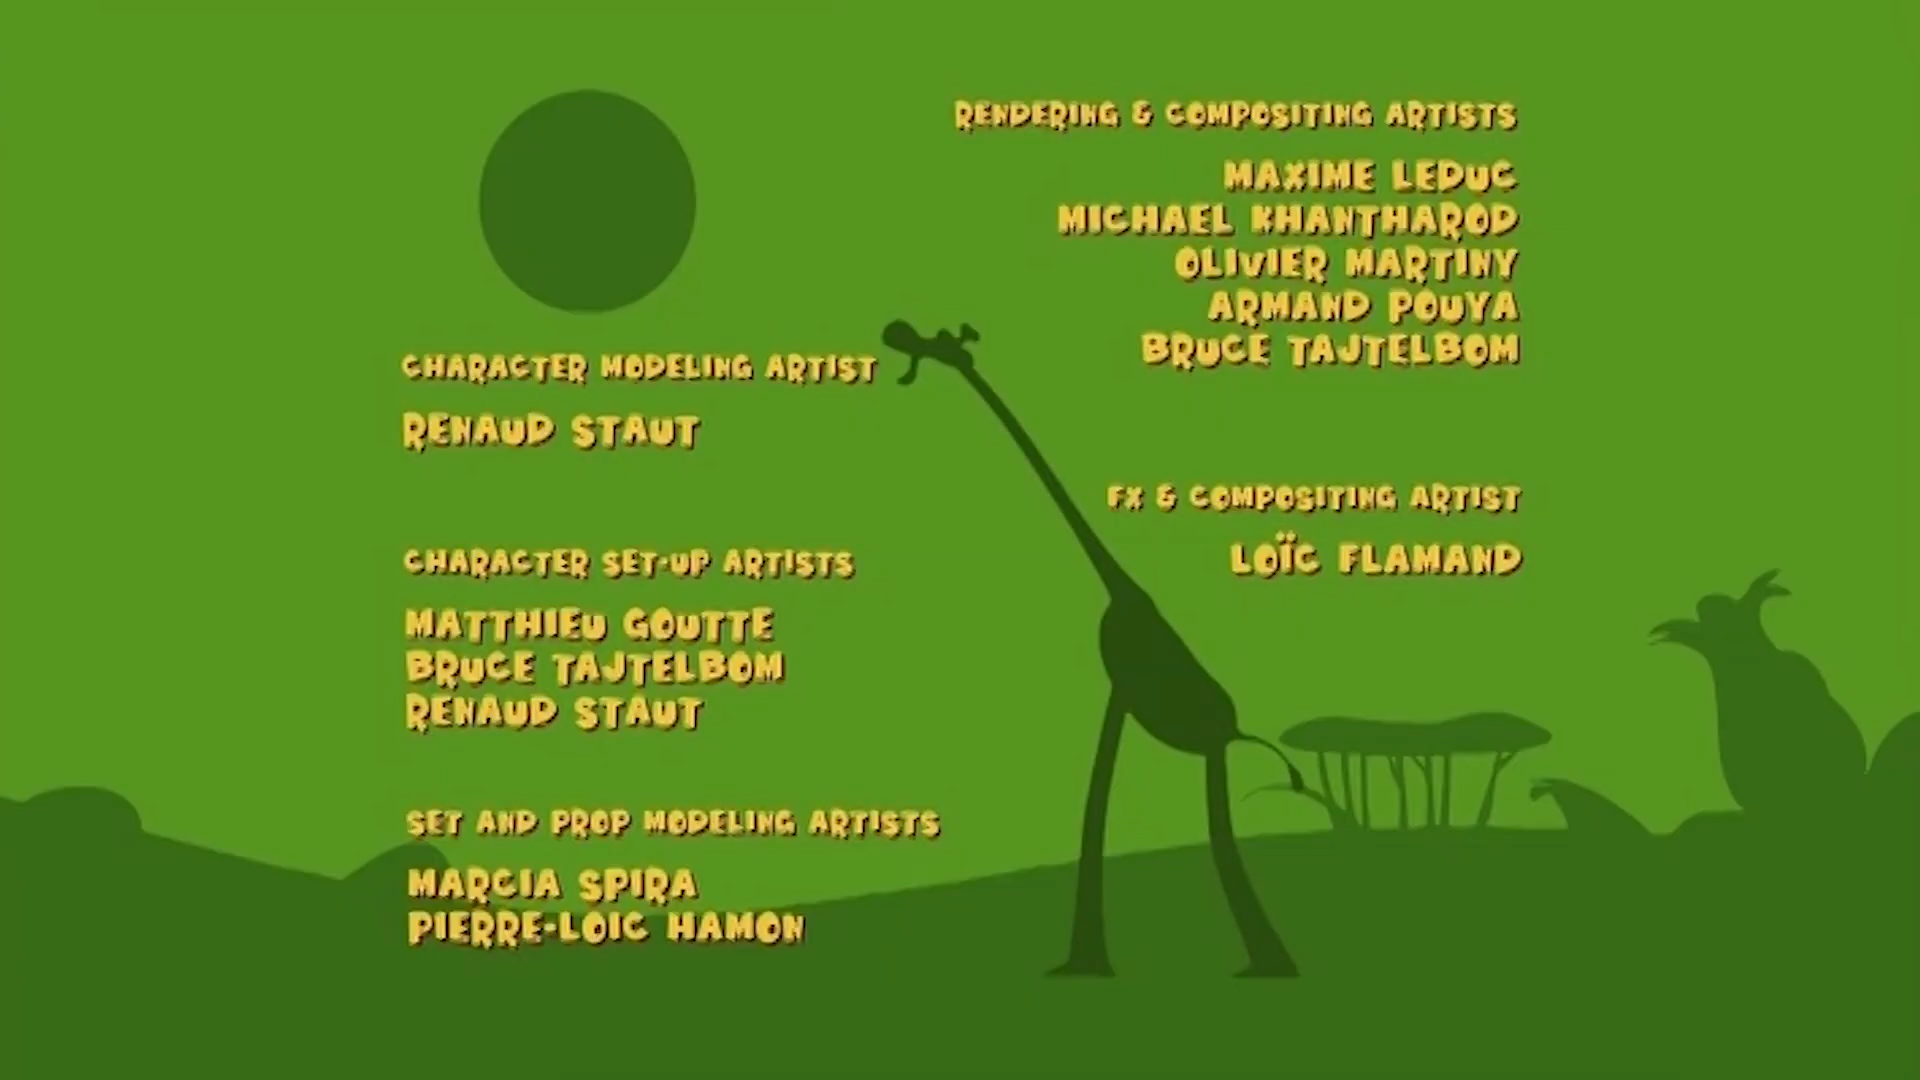 CHARACTER MODELING ARTIST
RENAUD STAUT
CHARACTER SET-UP ARTISTS
MATTHIEU GOUTTE
BRUCE TAJTELBOM
RENAUD STAUT
SET AND PROP MODELING ARTISTS
MARCIA SPIRA
PIERRE-LOIC HAMON
RENDERING & COMPOSITING ARTISTS
MAXIME LEDUC
MICHAEL KHANTHAROD
OLIVIER MARTINY
ARMAND POUYA
BRUCE TAJTELBOM
FX & COMPOSITING ARTIST
LOÏC FLAMAND